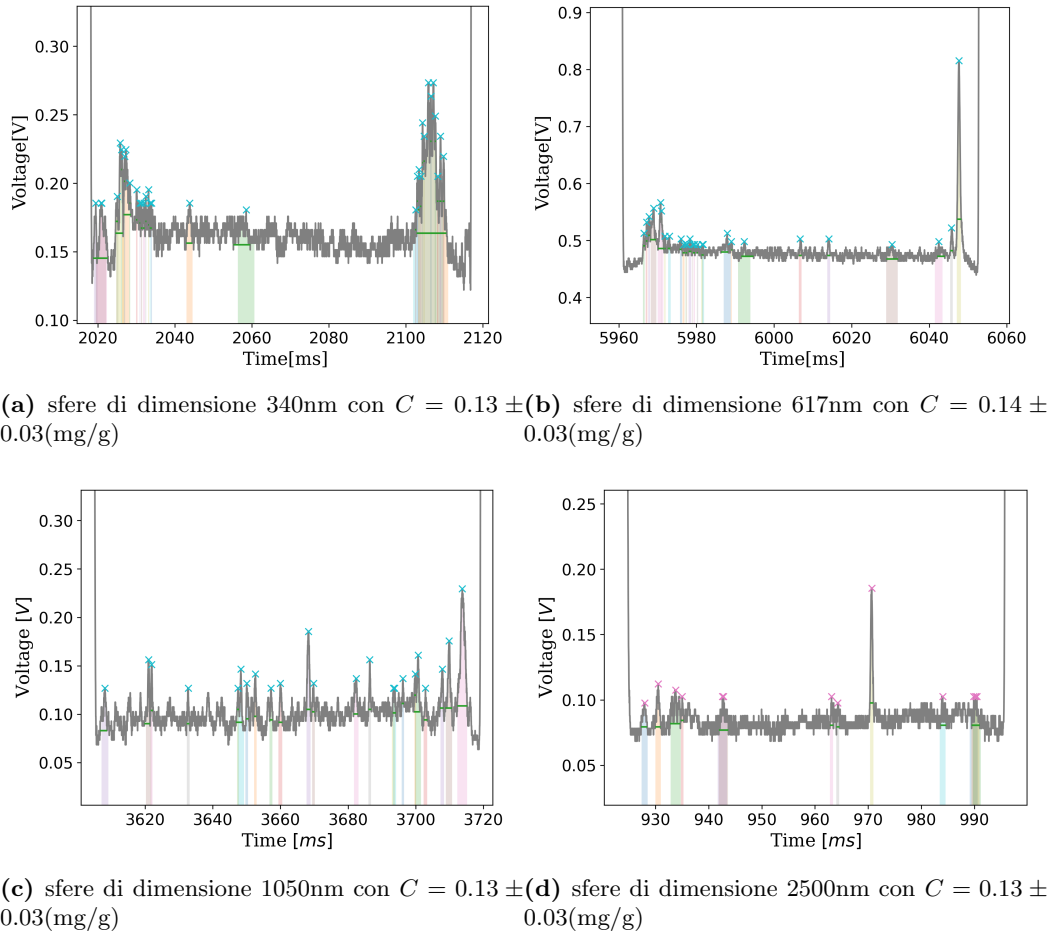 0.30
0.25
0.20
0.15
0.10
Voltage[V]
2020 2040 2060 2080 2100 2120
Time[ms]
0.9
0.8
0.7
0.6
0.5
0.4
Voltage[V]
5960 5980 6000 6020 6040 6060
Time[ms]
(a) sfere di dimensione 340nm con C = 0.13 ±
0.03(mg/g)
(b) sfere di dimensione 617nm con C = 0.14 ±
0.03(mg/g)
0.30
0.25
0.20
0.15
0.10
0.05
Voltage [V]
3620 3640 3660 3680 3700 3720
Time [ms]
0.25
0.20
0.15
0.10
0.05
Voltage [V]
930 940 950 960 970 980 990
Time [ms]
(c) sfere di dimensione 1050nm con C = 0.13 ±
0.03(mg/g)
(d) sfere di dimensione 2500nm con C = 0.13 ±
0.03(mg/g)